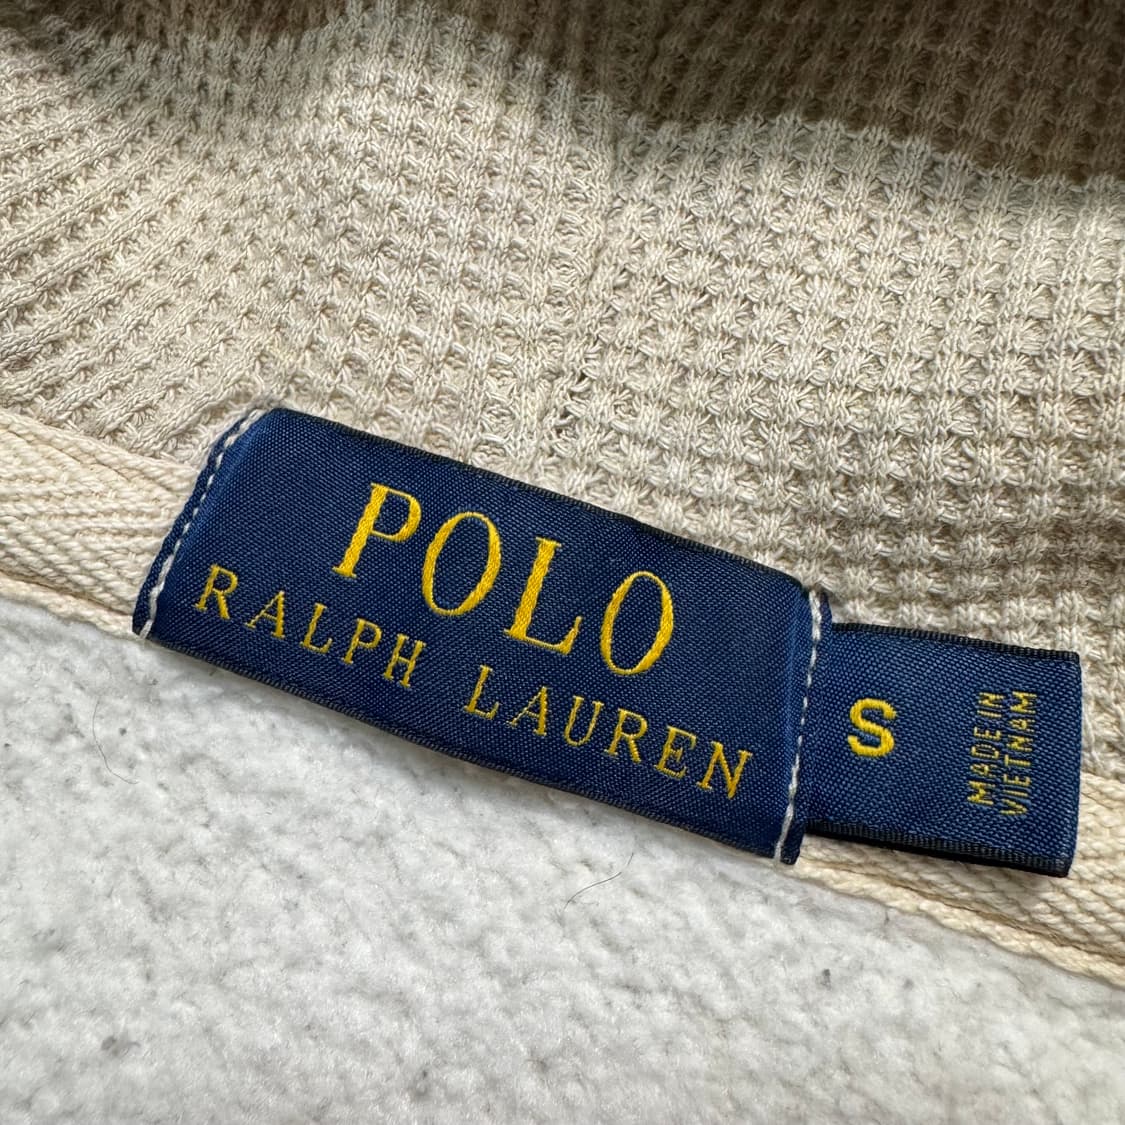 POLO
RALPH LAUREN
S
MADE IN
VIETNAM